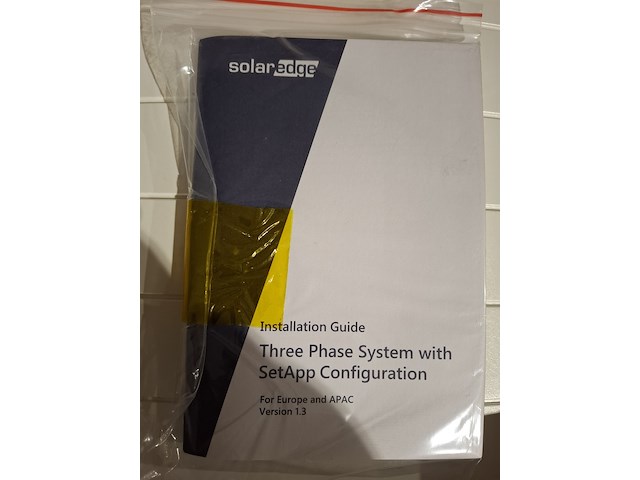 solaredge
Installation Guide
Three Phase System with
SetApp Configuration
For Europe and APAC
Version 1.3